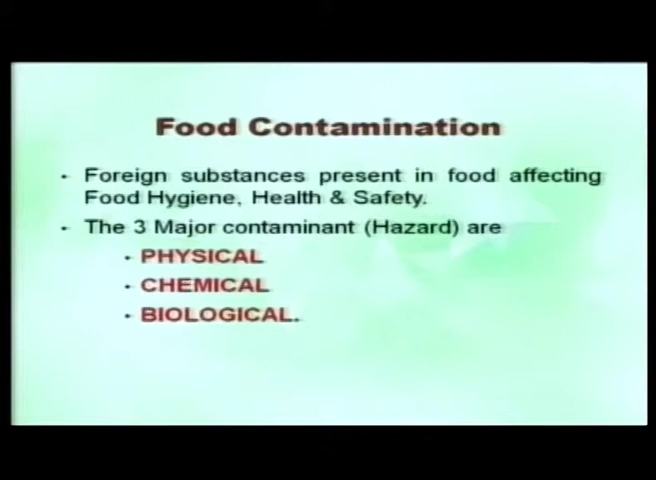 Food Contamination
• Foreign substances present in food affecting
Food Hygiene, Health & Safety.
• The 3 Major contaminant (Hazard) are
• PHYSICAL
• CHEMICAL
• BIOLOGICAL.